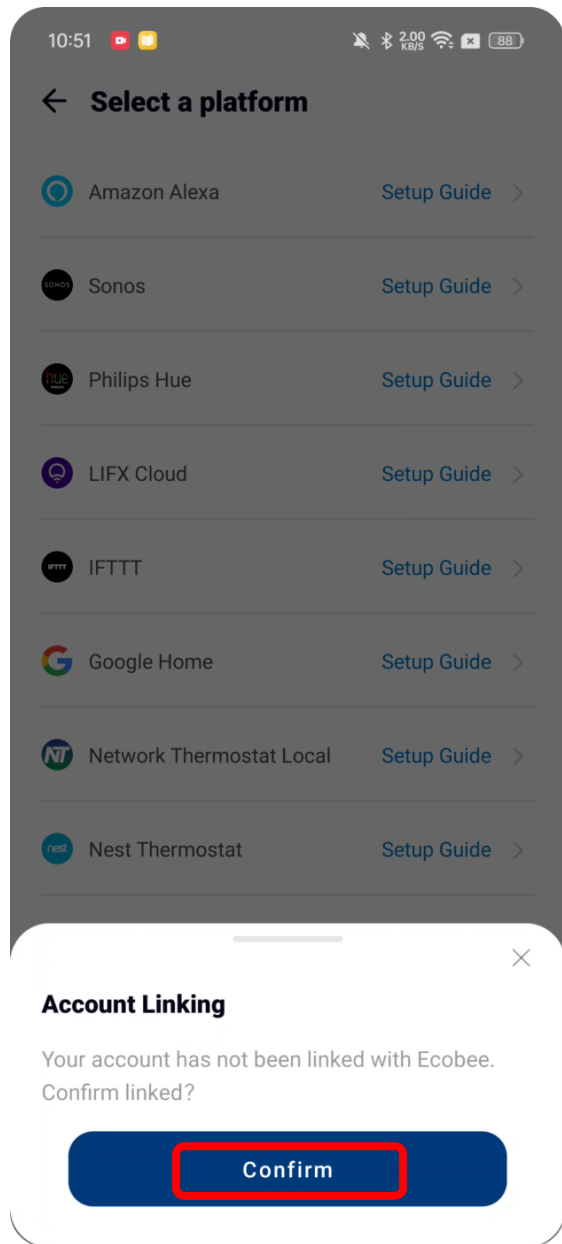 10:51 2.00 KB/S 88
Select a platform
Amazon Alexa Setup Guide
SONOS Sonos Setup Guide
hue PHILIPS Philips Hue Setup Guide
LIFX Cloud Setup Guide
IFTTT IFTTT Setup Guide
Google Home Setup Guide
NT Network Thermostat Local Setup Guide
nest Nest Thermostat Setup Guide
Account Linking
Your account has not been linked with Ecobee.
Confirm linked?
Confirm